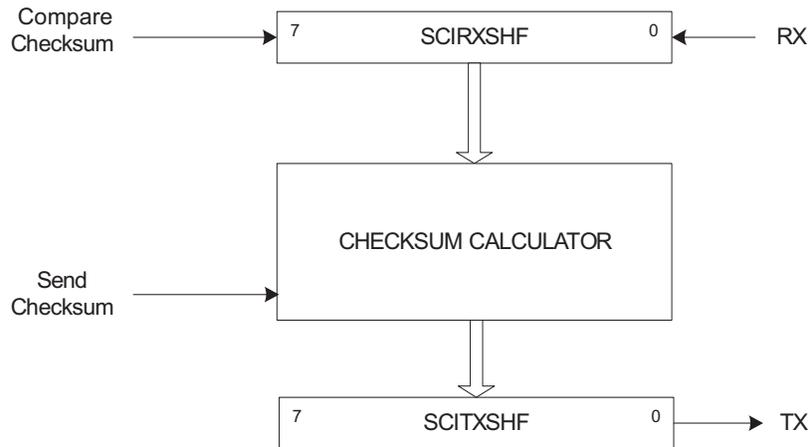 Compare
Checksum
7 SCIRXSHF 0
RX
CHECKSUM CALCULATOR
Send
Checksum
7 SCITXSHF 0
TX